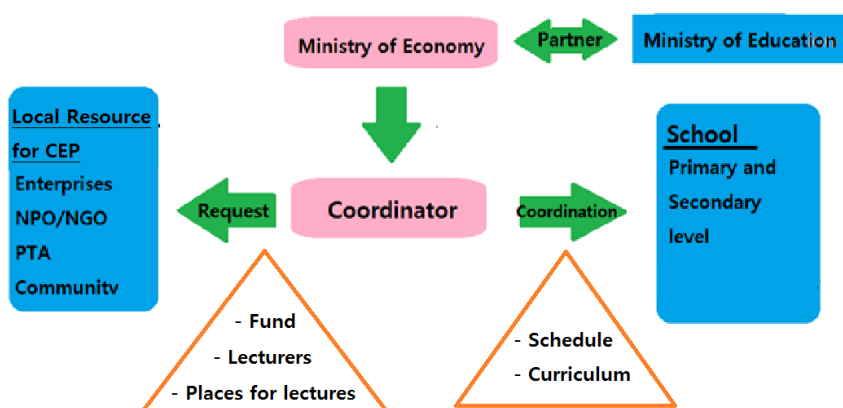 Ministry of Economy
Partner
Ministry of Education
Local Resource
for CEP
Enterprises
NPO/NGO
PTA
Community
Request
Coordinator
Coordination
School
Primary and
Secondary
level
- Fund
- Lecturers
- Places for lectures
- Schedule
- Curriculum